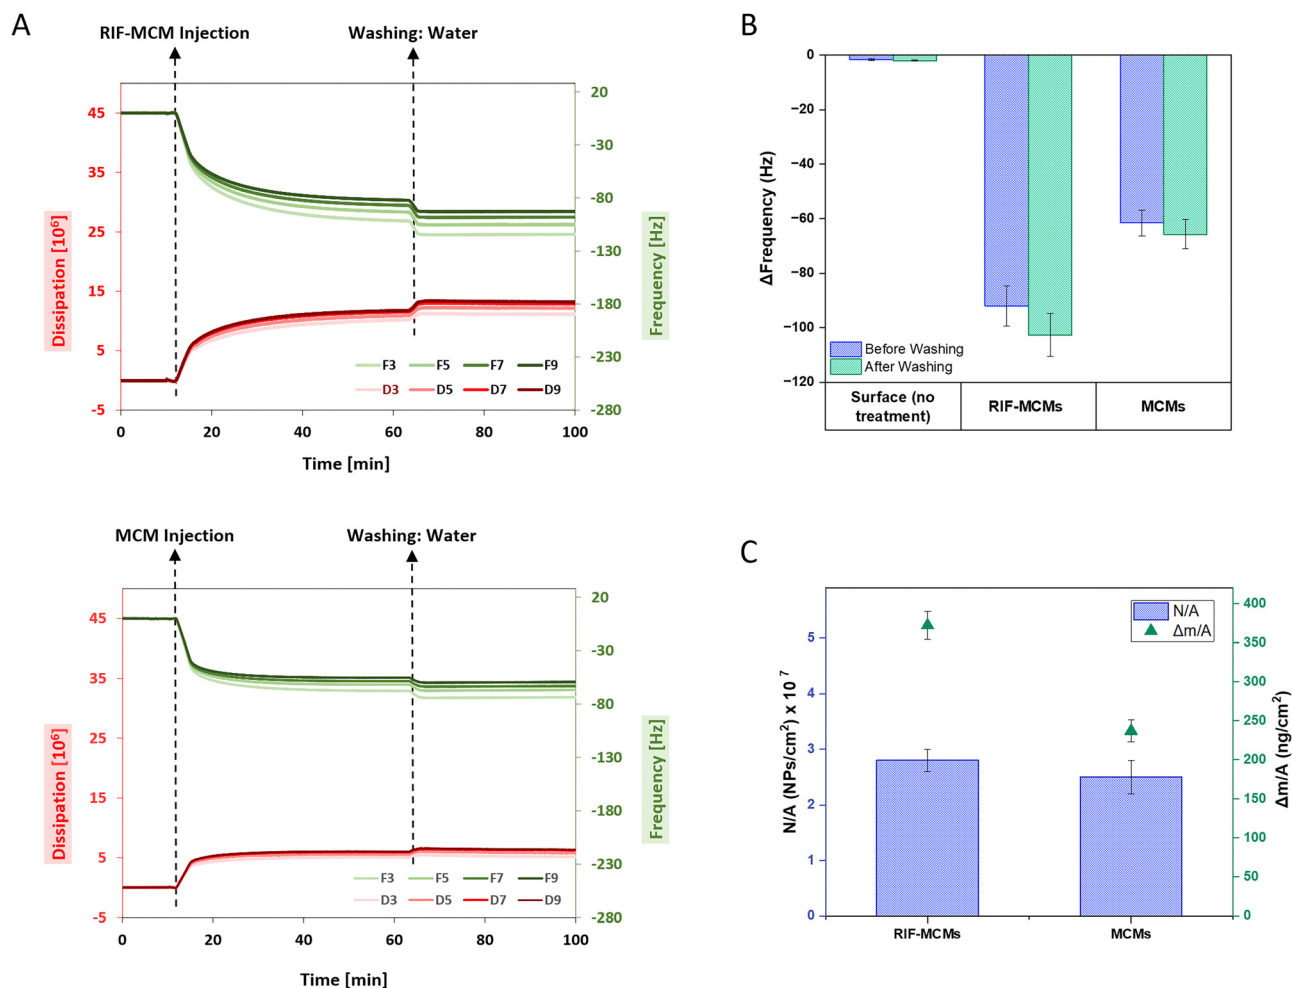 A
RIF-MCM Injection
Washing: Water
45
35
25
15
5
-5
Dissipation [10⁶]
20
-30
-80
-130
-180
-230
-280
Frequency [Hz]
F3 F5 F7 F9
D3 D5 D7 D9
0 20 40 60 80 100
Time [min]
MCM Injection
Washing: Water
45
35
25
15
5
-5
Dissipation [10⁶]
20
-30
-80
-130
-180
-230
-280
Frequency [Hz]
F3 F5 F7 F9
D3 D5 D7 D9
0 20 40 60 80 100
Time [min]
B
0
−20
−40
−60
−80
−100
−120
ΔFrequency (Hz)
Before Washing
After Washing
Surface (no
treatment)
RIF-MCMs
MCMs
C
5
4
3
2
1
0
N/A (NPs/cm²) x 10⁷
N/A
Δm/A
400
350
300
250
200
150
100
50
0
Δm/A (ng/cm²)
RIF-MCMs
MCMs